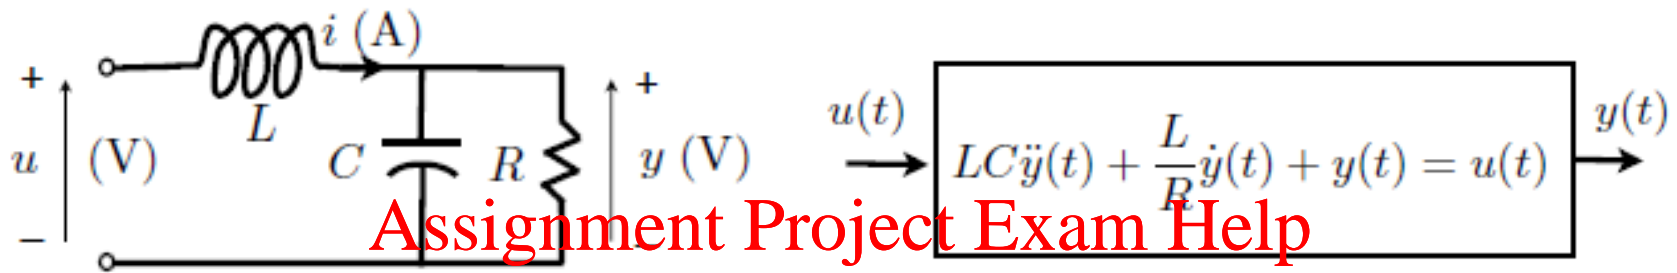 i (A)
+
L
u
(V)
C
R
+
y (V)
−
−
Assignment Project Exam Help
u(t)
LCÿ(t) + L/R ẏ(t) + y(t) = u(t)
y(t)